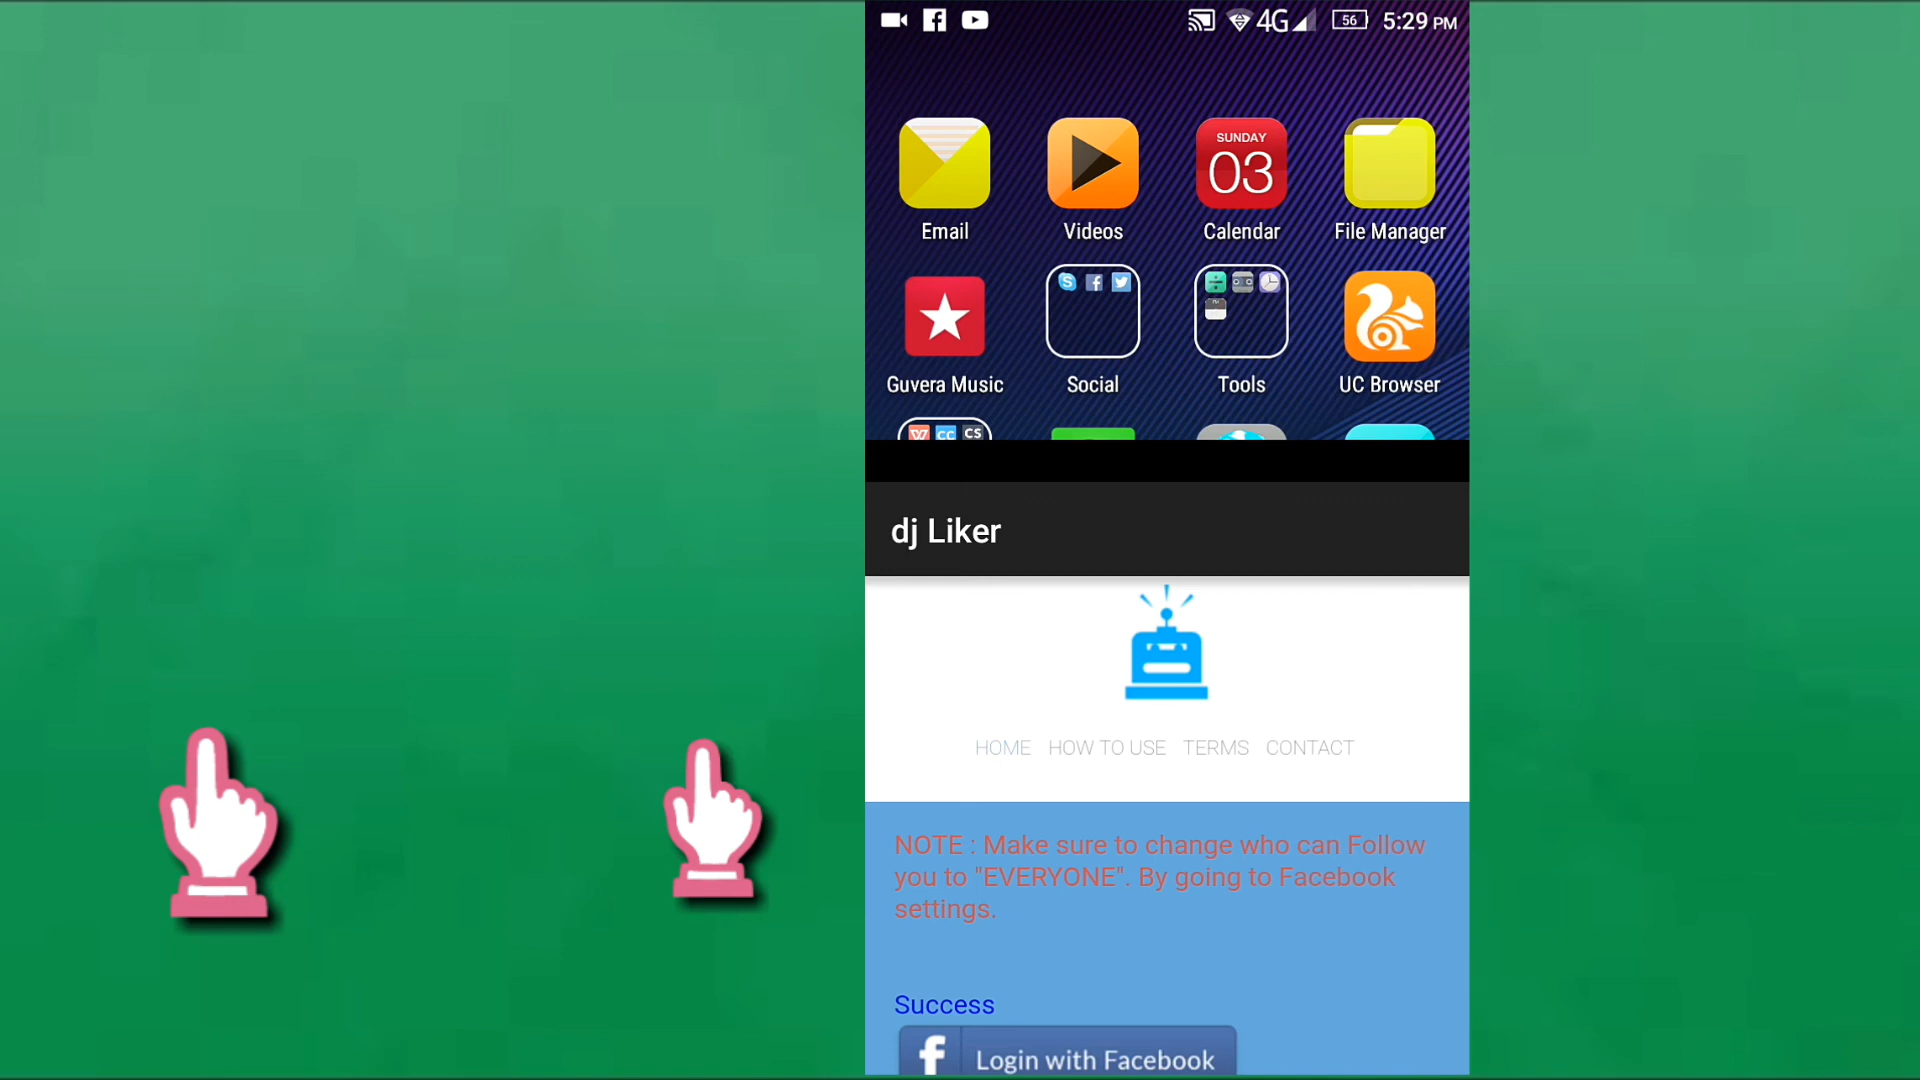 4G 56 5:29 PM
SUNDAY
03
Email Videos Calendar File Manager
Guvera Music Social Tools UC Browser
CC CS
dj Liker
HOME HOW TO USE TERMS CONTACT
NOTE : Make sure to change who can Follow
you to "EVERYONE". By going to Facebook
settings.
Success
f Login with Facebook